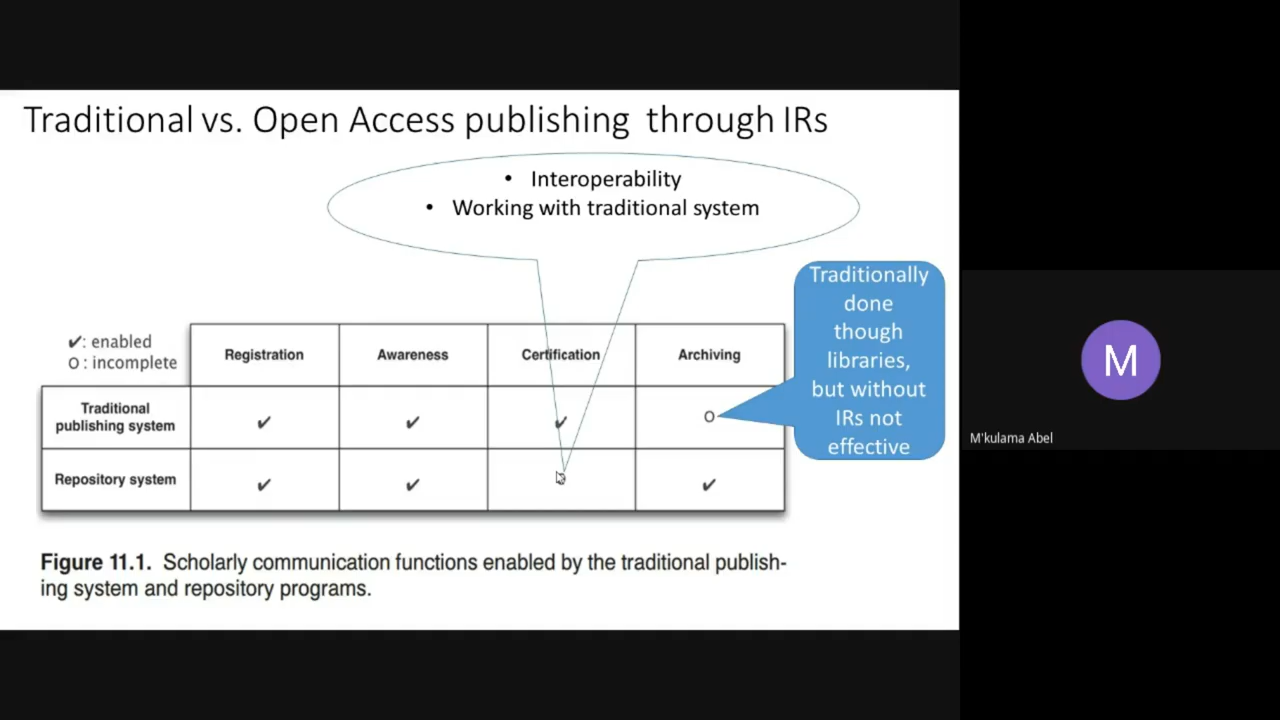 Traditional vs. Open Access publishing through IRs
• Interoperability
• Working with traditional system
Traditionally
done
though
libraries,
but without
IRs not
effective
✔: enabled
O : incomplete
Registration
Awareness
Certification
Archiving
Traditional
publishing system
✔ ✔ ✔ O
Repository system
✔ ✔ ✔
Figure 11.1. Scholarly communication functions enabled by the traditional publish-
ing system and repository programs.
M
M'kulama Abel